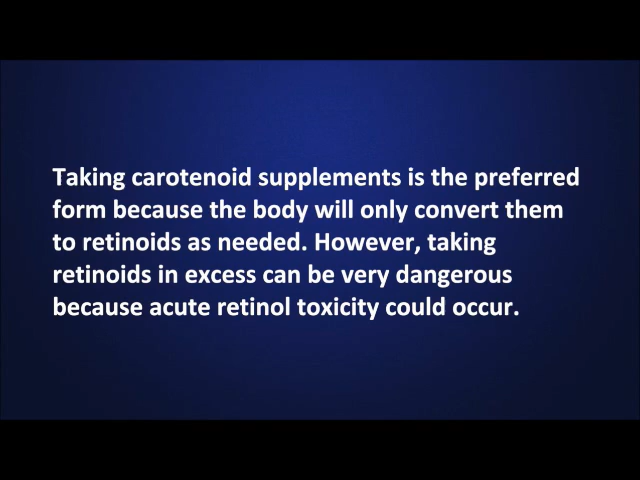 Taking carotenoid supplements is the preferred
form because the body will only convert them
to retinoids as needed. However, taking
retinoids in excess can be very dangerous
because acute retinol toxicity could occur.